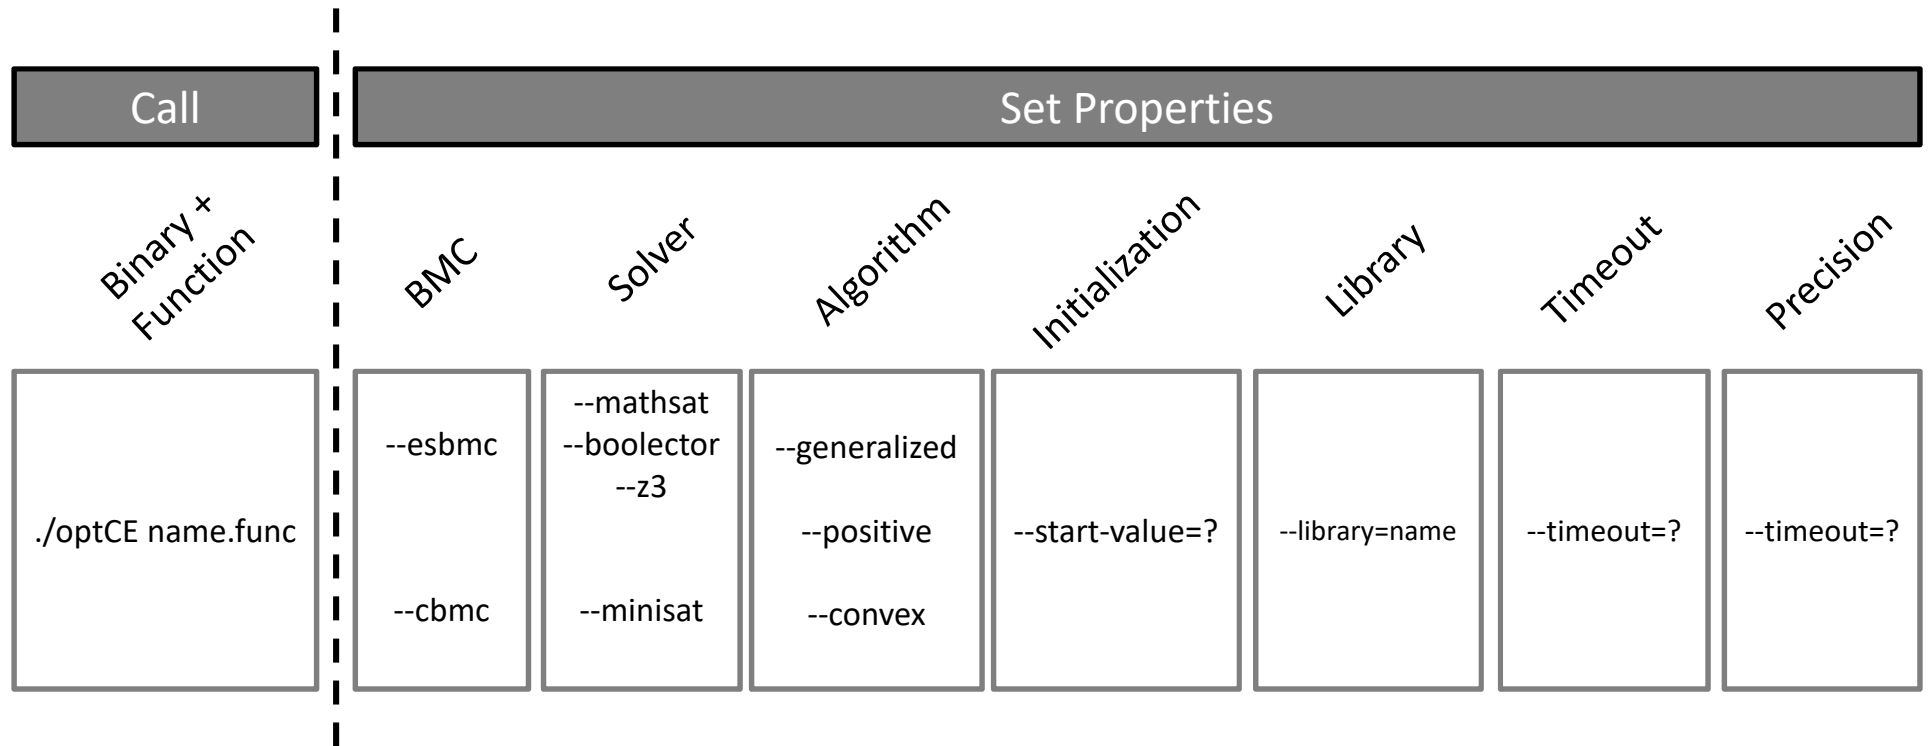 Call
Set Properties
Binary +
Function
BMC
Solver
Algorithm
Initialization
Library
Timeout
Precision
./optCE name.func
--esbmc
--cbmc
--mathsat
--boolector
--z3
--minisat
--generalized
--positive
--convex
--start-value=?
--library=name
--timeout=?
--timeout=?